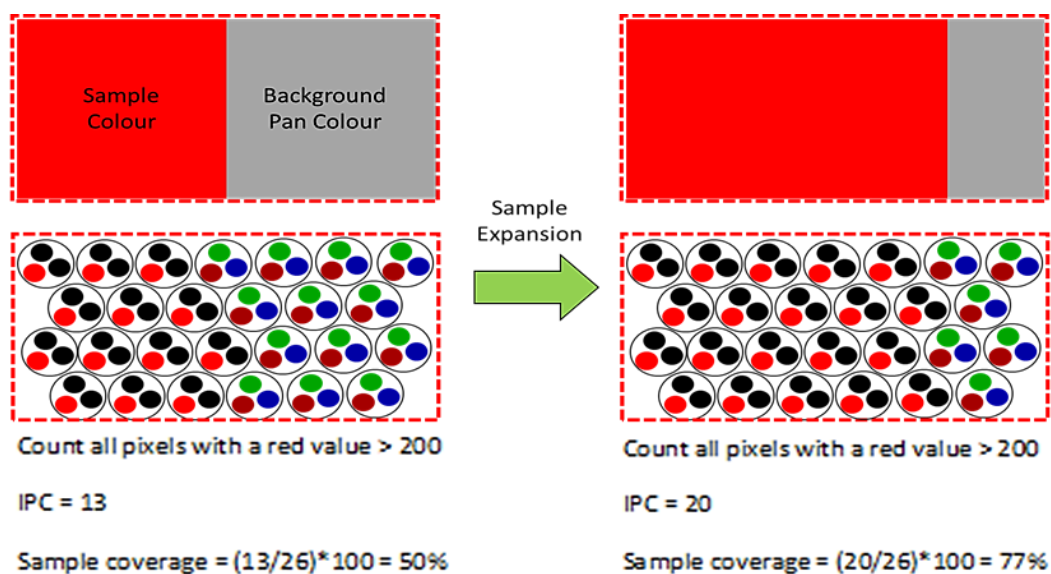 Sample
Colour
Background
Pan Colour
Sample
Expansion
Count all pixels with a red value > 200
IPC = 13
Sample coverage = (13/26)*100 = 50%
Count all pixels with a red value > 200
IPC = 20
Sample coverage = (20/26)*100 = 77%